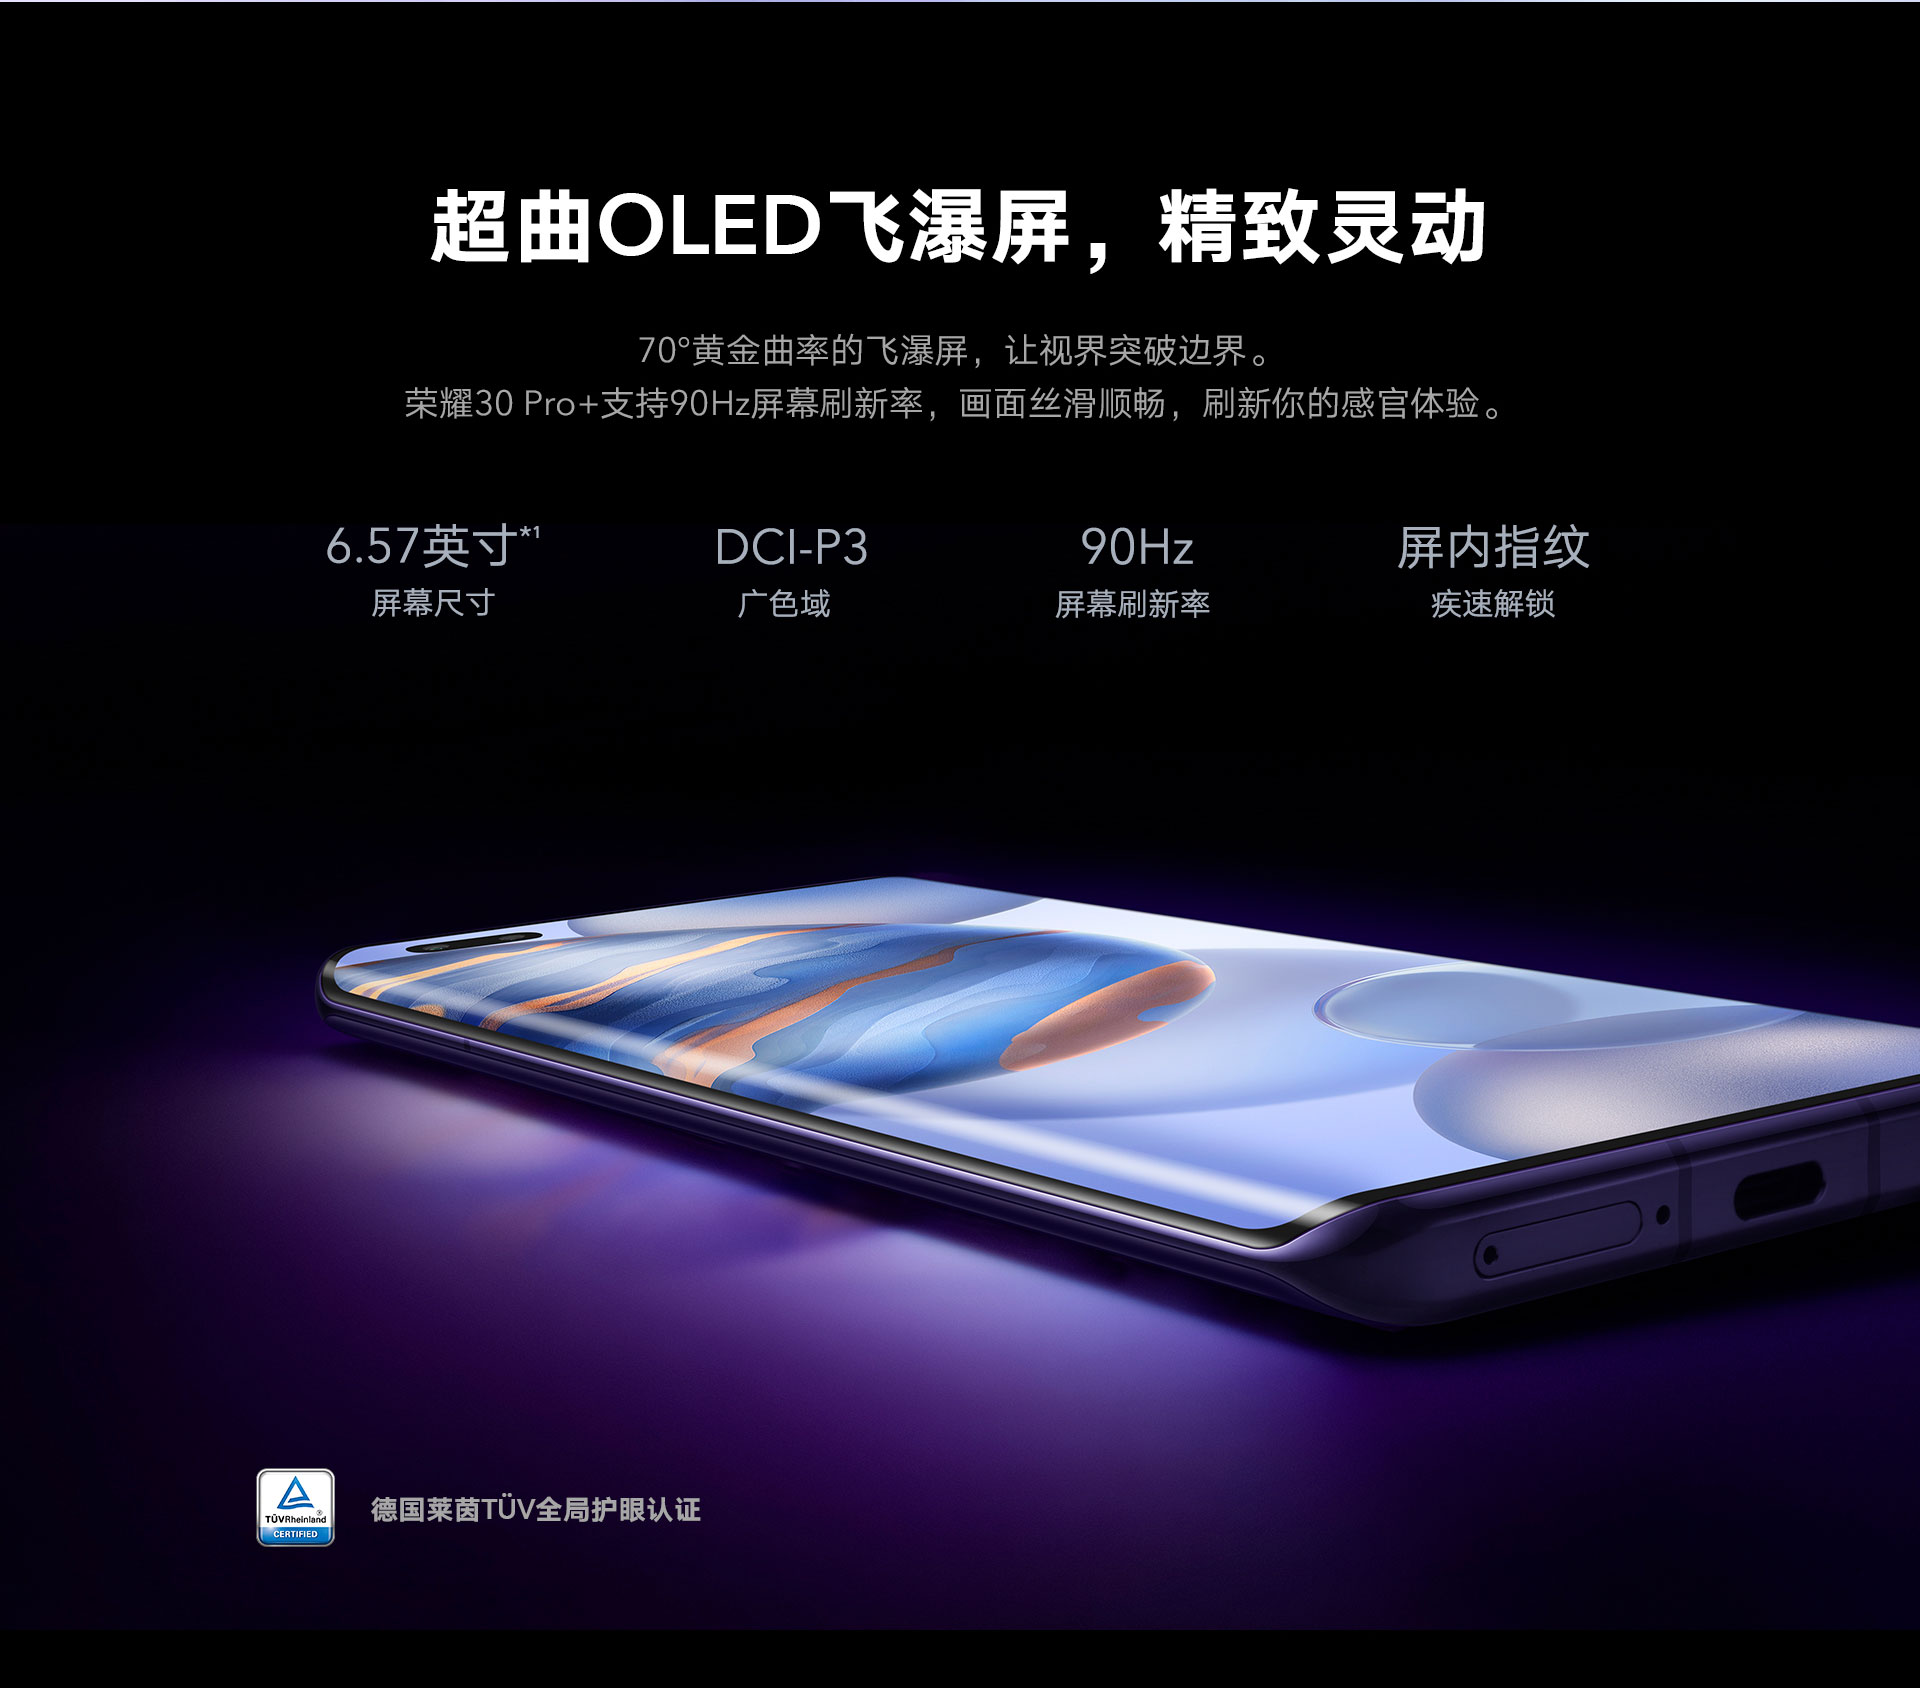 超曲OLED飞瀑屏，精致灵动
70°黄金曲率的飞瀑屏，让视界突破边界。
荣耀30 Pro+支持90Hz屏幕刷新率，画面丝滑顺畅，刷新你的感官体验。
6.57英寸*1
屏幕尺寸
DCI-P3
广色域
90Hz
屏幕刷新率
屏内指纹
疾速解锁
TÜVRheinland®
CERTIFIED
德国莱茵TÜV全局护眼认证